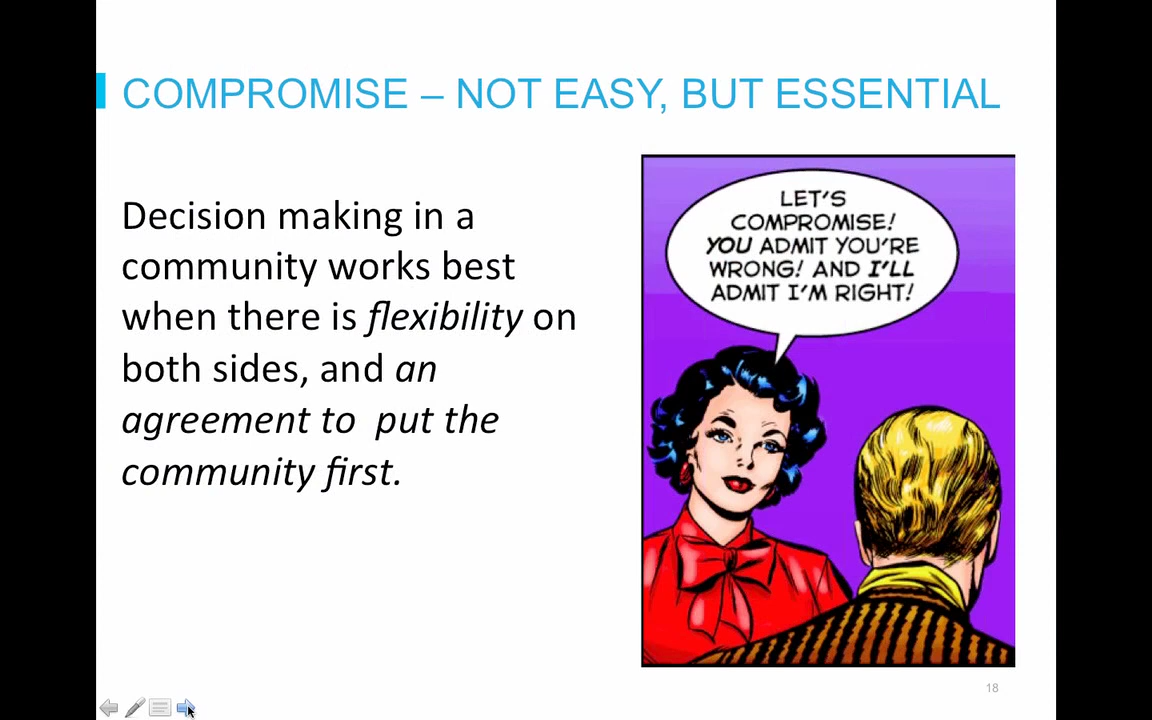 COMPROMISE – NOT EASY, BUT ESSENTIAL
Decision making in a
community works best
when there is flexibility on
both sides, and an
agreement to  put the
community first.
LET'S
COMPROMISE!
YOU ADMIT YOU'RE
WRONG! AND I'LL
ADMIT I'M RIGHT!
18